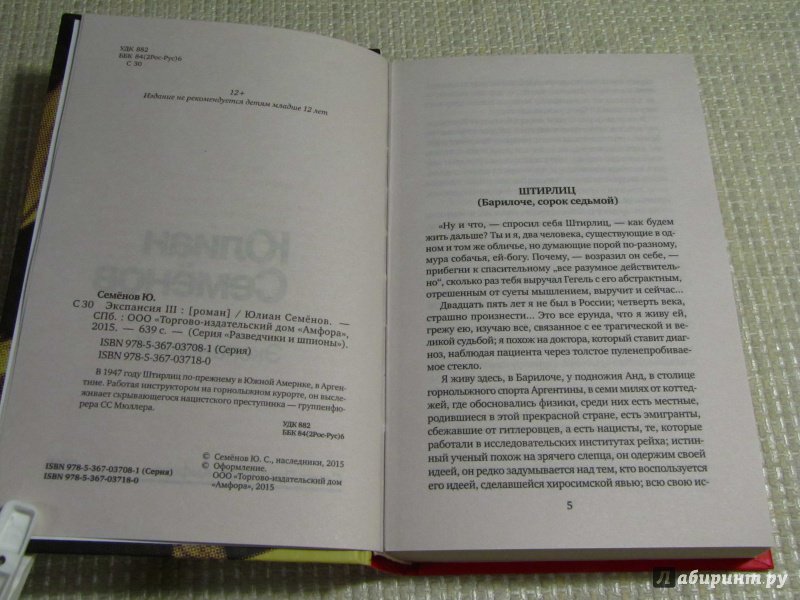 УДК 882
ББК 84(2Рос-Рус)6
С 30
12+
Издание не рекомендуется детям младше 12 лет
Семёнов Ю.
С 30 Экспансия III : [роман] / Юлиан Семёнов. —
СПб. : ООО «Торгово-издательский дом «Амфора»,
2015. — 639 с. — (Серия «Разведчики и шпионы»).
ISBN 978-5-367-03708-1 (Серия)
ISBN 978-5-367-03718-0
В 1947 году Штирлиц по-прежнему в Южной Америке, в Арген-
тине. Работая инструктором на горнолыжном курорте, он высле-
живает скрывающегося нацистского преступника — группенфю-
рера СС Мюллера.
УДК 882
ББК 84(2Рос-Рус)6
© Семёнов Ю. С., наследники, 2015
© Оформление.
ООО «Торгово-издательский дом
«Амфора», 2015
ISBN 978-5-367-03708-1 (Серия)
ISBN 978-5-367-03718-0
ШТИРЛИЦ
(Барилоче, сорок седьмой)
«Ну и что, — спросил себя Штирлиц, — как будем
жить дальше? Ты и я, два человека, существующие в од-
ном и том же обличье, но думающие порой по-разному,
мура собачья, ей-богу. Почему, — возразил он себе, —
прибегни к спасительному „все разумное действитель-
но“, сколько раз тебя выручал Гегель с его абстрактным,
отрешенным от суеты мышлением, выручит и сейчас...
Двадцать пять лет я не был в России; четверть века,
страшно произнести... Это все ерунда, что я живу ей,
грежу ею, изучаю все, связанное с ее трагической и ве-
ликой судьбой; я похож на доктора, который ставит диаг-
ноз, наблюдая пациента через толстое пуленепробивае-
мое стекло.
Я живу здесь, в Барилоче, у подножия Анд, в столице
горнолыжного спорта Аргентины, в семи милях от коттед-
жей, где обосновались физики, среди них есть местные,
родившиеся в этой прекрасной стране, есть эмигранты,
сбежавшие от гитлеровцев, а есть нацисты, те, которые
работали в исследовательских институтах рейха; истин-
ный ученый похож на зрячего слепца, он одержим своей
идеей, он редко задумывается над тем, кто воспользуется
его идеей, сделавшейся хиросимской явью; всю свою ис-
5
Лабиринт.ру